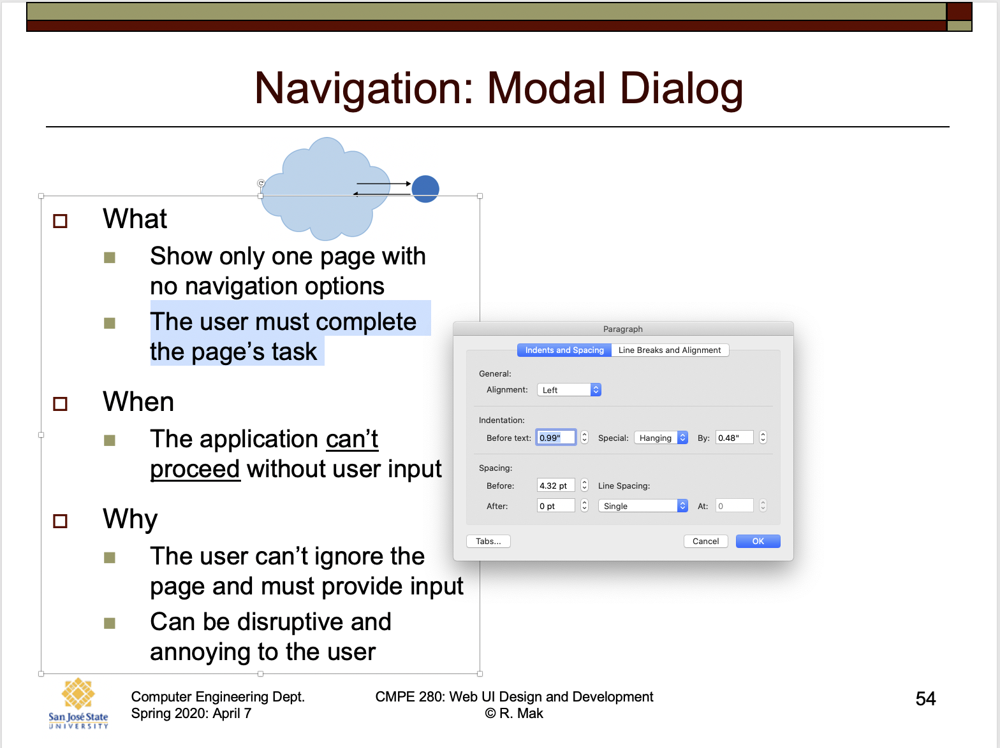 Navigation: Modal Dialog
What
Show only one page with
no navigation options
The user must complete
the page’s task
When
The application can’t
proceed without user input
Why
The user can’t ignore the
page and must provide input
Can be disruptive and
annoying to the user
Paragraph
Indents and Spacing Line Breaks and Alignment
General:
Alignment: Left
Indentation:
Before text: 0.99" Special: Hanging By: 0.48"
Spacing:
Before: 4.32 pt Line Spacing:
After: 0 pt Single At: 0
Tabs... Cancel OK
San José State
UNIVERSITY
Computer Engineering Dept.
Spring 2020: April 7
CMPE 280: Web UI Design and Development
© R. Mak
54